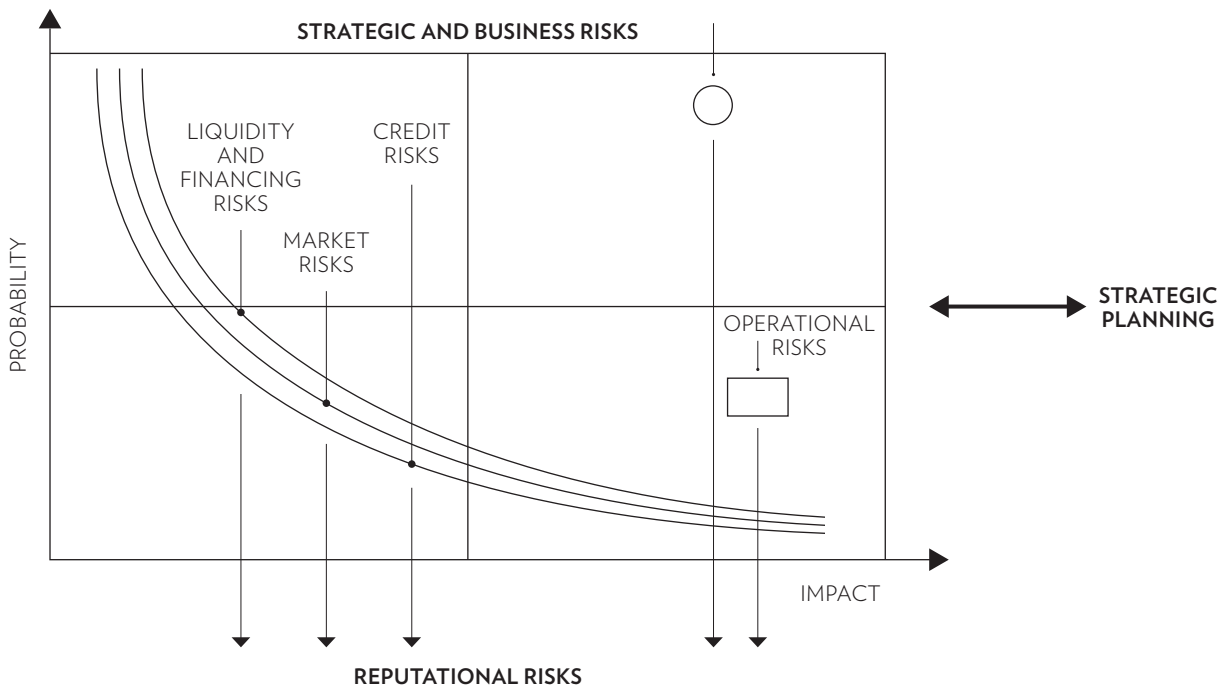 STRATEGIC AND BUSINESS RISKS
LIQUIDITY
AND
FINANCING
RISKS
CREDIT
RISKS
MARKET
RISKS
PROBABILITY
STRATEGIC
PLANNING
OPERATIONAL
RISKS
IMPACT
REPUTATIONAL RISKS